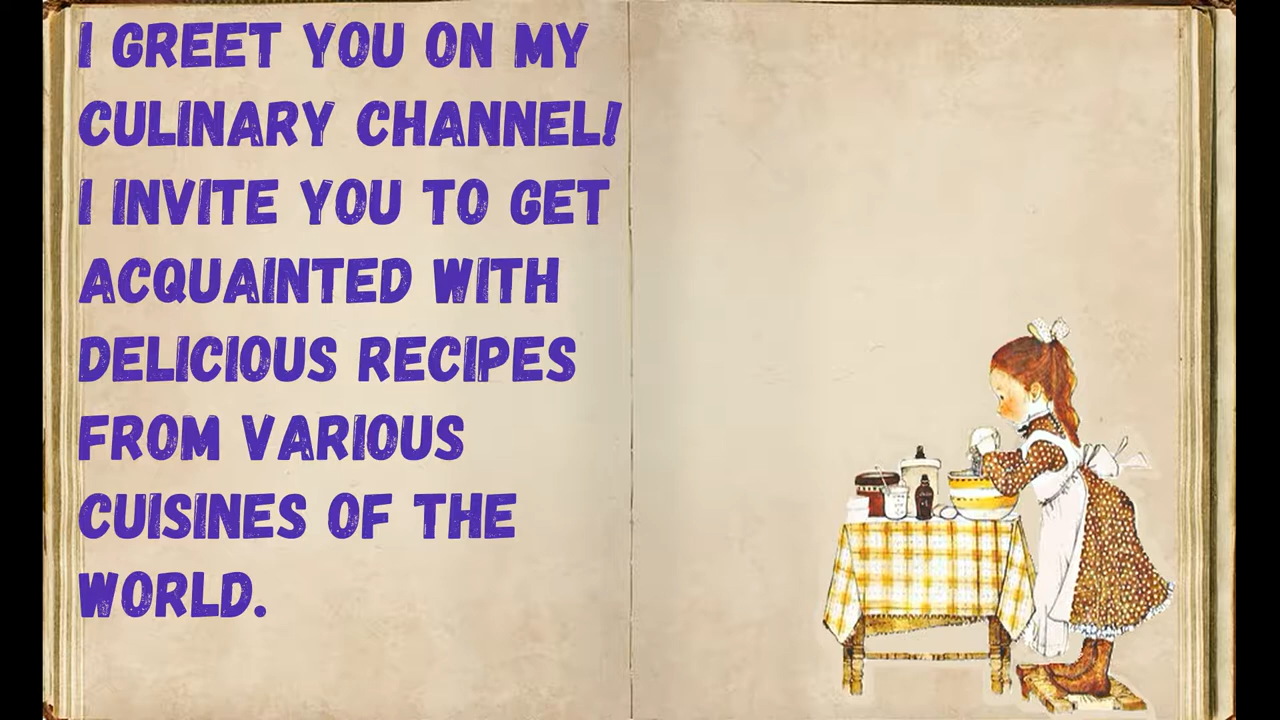 I GREET YOU ON MY
CULINARY CHANNEL!
I INVITE YOU TO GET
ACQUAINTED WITH
DELICIOUS RECIPES
FROM VARIOUS
CUISINES OF THE
WORLD.